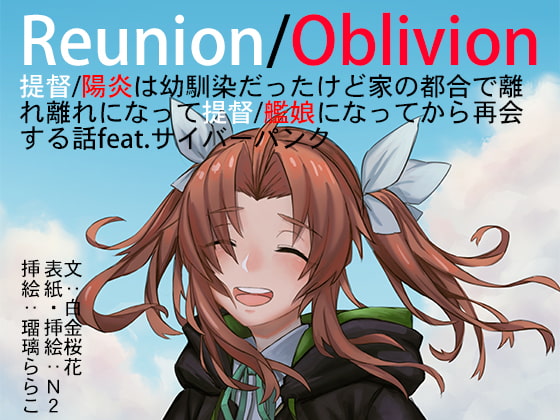 Reunion/Oblivion
提督/陽炎は幼馴染だったけど家の都合で離
れ離れになって提督/艦娘になってから再会
する話feat.サイバーパンク
文：白金桜花
表紙・挿絵：N2
挿絵：瑠璃ららこ